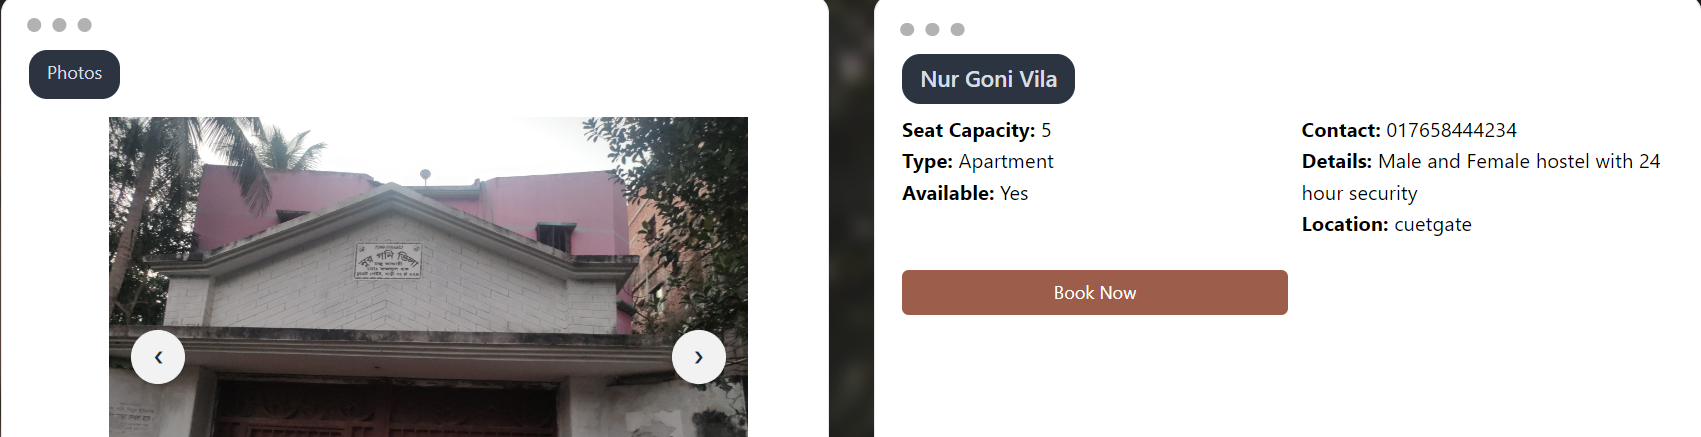 Photos
নুর গনি ভিলা
Nur Goni Vila
Seat Capacity: 5
Type: Apartment
Available: Yes
Contact: 017658444234
Details: Male and Female hostel with 24
hour security
Location: cuetgate
Book Now